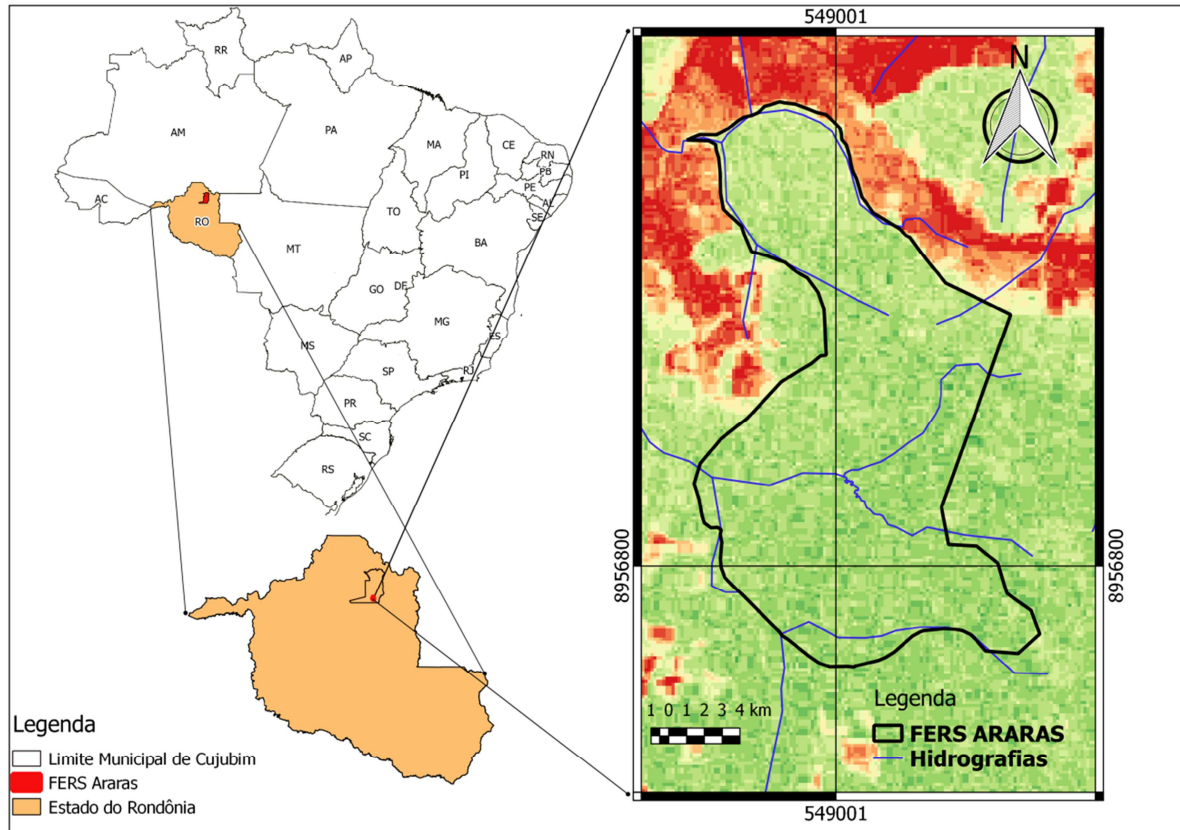 RR
AP
AM
PA
MA
CE
RN
PB
PI
PE
AL
SE
AC
RO
TO
BA
MT
GO
DF
MG
ES
MS
SP
RJ
PR
SC
RS
Legenda
Limite Municipal de Cujubim
FERS Araras
Estado do Rondônia
549001
N
8956800
8956800
1 0 1 2 3 4 km
Legenda
FERS ARARAS
Hidrografias
549001